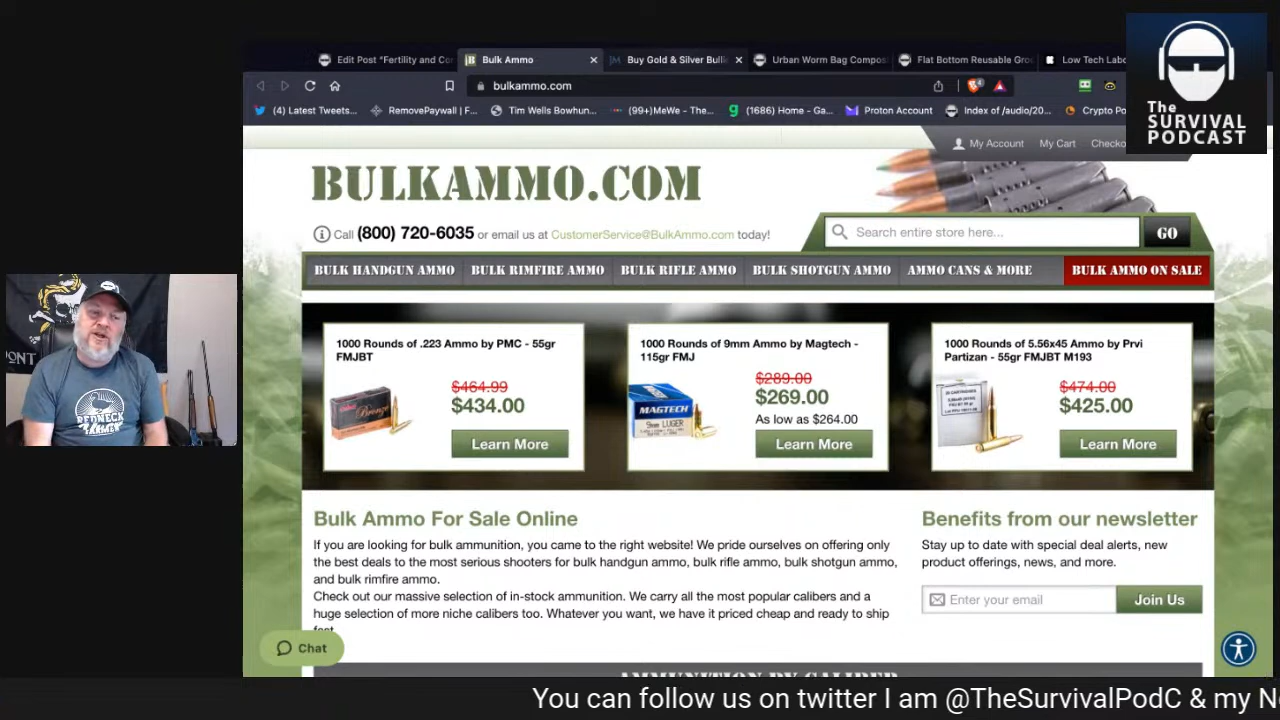 Edit Post "Fertility and Cor
Bulk Ammo
Buy Gold & Silver Bulli
Urban Worm Bag Compos
Flat Bottom Reusable Gro
Low Tech Labo
The
SURVIVAL
PODCAST
bulkammo.com
(4) Latest Tweets...
RemovePaywall | F...
Tim Wells Bowhun...
(99+)MeWe - The...
(1686) Home - Ga...
Proton Account
Index of /audio/20...
Crypto Po
My Account
My Cart
Checko
BULKAMMO.COM
Call (800) 720-6035 or email us at CustomerService@BulkAmmo.com today!
Search entire store here...
GO
BULK HANDGUN AMMO
BULK RIMFIRE AMMO
BULK RIFLE AMMO
BULK SHOTGUN AMMO
AMMO CANS & MORE
BULK AMMO ON SALE
1000 Rounds of .223 Ammo by PMC - 55gr
FMJBT
$464.99
$434.00
Learn More
Bronze
1000 Rounds of 9mm Ammo by Magtech -
115gr FMJ
$289.00
$269.00
As low as $264.00
Learn More
MAGTECH
9mm LUGER
1000 Rounds of 5.56x45 Ammo by Prvi
Partizan - 55gr FMJBT M193
$474.00
$425.00
Learn More
REDNECK
Bulk Ammo For Sale Online
If you are looking for bulk ammunition, you came to the right website! We pride ourselves on offering only
the best deals to the most serious shooters for bulk handgun ammo, bulk rifle ammo, bulk shotgun ammo,
and bulk rimfire ammo.
Check out our massive selection of in-stock ammunition. We carry all the most popular calibers and a
huge selection of more niche calibers too. Whatever you want, we have it priced cheap and ready to ship
fast.
Benefits from our newsletter
Stay up to date with special deal alerts, new
product offerings, news, and more.
Enter your email
Join Us
Chat
AMMUNITION BY CALIBER
You can follow us on twitter I am @TheSurvivalPodC & my N